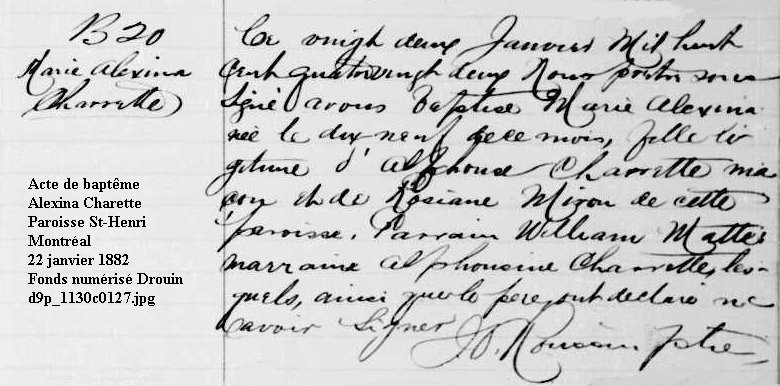 B 20
Marie Alexina
Charrette
Ce vingt deux Janvier Mil huit
cent quatrevingt deux Nous prêtre sous
signé avons baptisé Marie Alexina
née le dix neuf de ce mois, fille lé
gitime d'Alphonse Charrette ma
çon et de Rosiane Miron de cette
paroisse. Parrain William Matte
marraine Alphonsine Charrette, les-
quels, ainsi que le père, ont déclaré ne
savoir signer
ptre
Acte de baptême
Alexina Charette
Paroisse St-Henri
Montréal
22 janvier 1882
Fonds numérisé Drouin
d9p_1130c0127.jpg